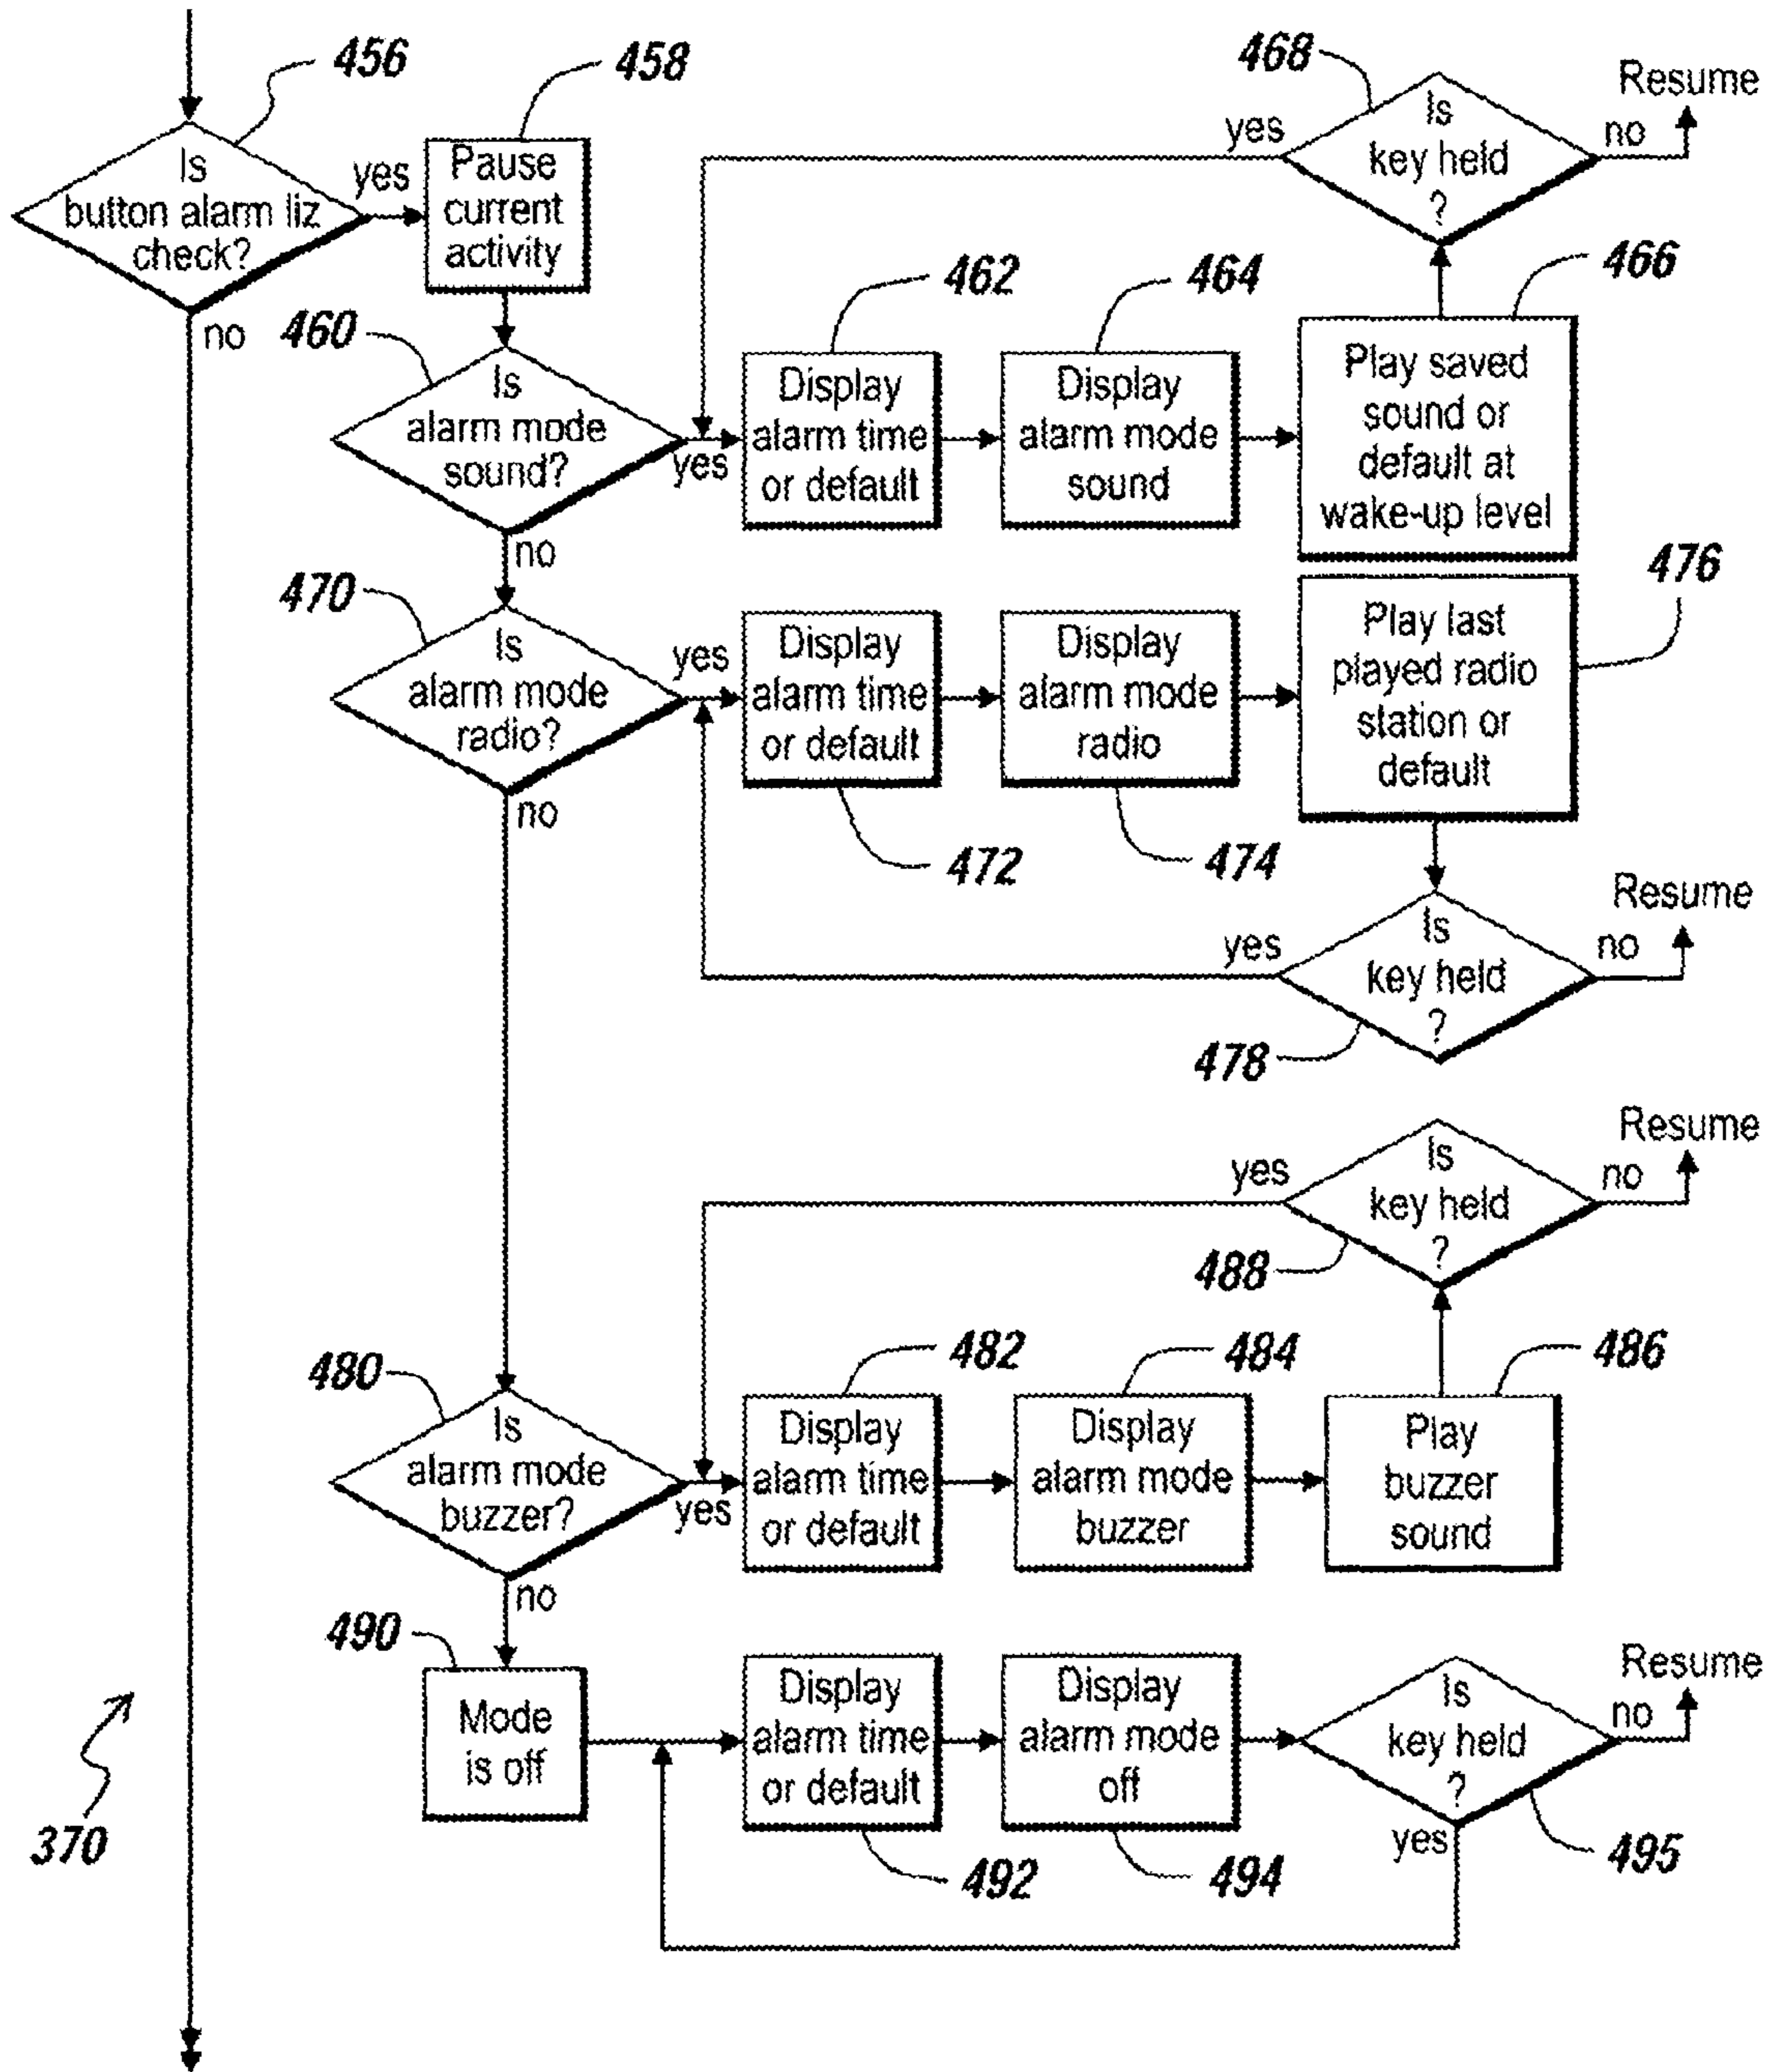 456
458
468
Is
key held
?
yes
no
Resume
Is
button alarm liz
check?
yes
no
Pause
current
activity
460
Is
alarm mode
sound?
yes
no
462
Display
alarm time
or default
464
Display
alarm mode
sound
466
Play saved
sound or
default at
wake-up level
470
Is
alarm mode
radio?
yes
no
Display
alarm time
or default
472
Display
alarm mode
radio
474
476
Play last
played radio
station or
default
Is
key held
?
yes
no
Resume
478
Is
key held
?
yes
no
Resume
488
480
Is
alarm mode
buzzer?
yes
no
482
Display
alarm time
or default
484
Display
alarm mode
buzzer
486
Play
buzzer
sound
490
Mode
is off
Display
alarm time
or default
492
Display
alarm mode
off
494
Is
key held
?
no
Resume
yes
495
370